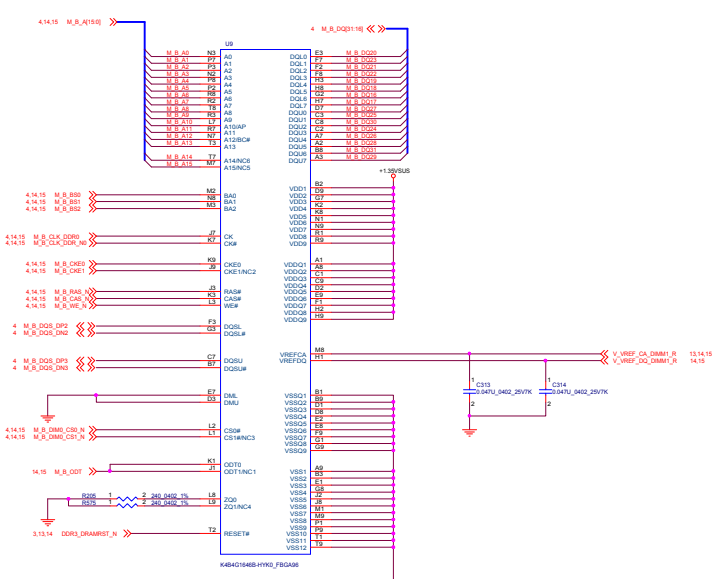 4,14,15 M_B_A[15:0]
4 M_B_DQ[31:16]
U9
M_B_A0 N3 A0 DQL0 E3 M_B_DQ20
M_B_A1 P7 A1 DQL1 F7 M_B_DQ23
M_B_A2 P3 A2 DQL2 F2 M_B_DQ21
M_B_A3 N2 A3 DQL3 F8 M_B_DQ22
M_B_A4 P8 A4 DQL4 H3 M_B_DQ19
M_B_A5 P2 A5 DQL5 H8 M_B_DQ18
M_B_A6 R8 A6 DQL6 G2 M_B_DQ16
M_B_A7 R2 A7 DQL7 H7 M_B_DQ17
M_B_A8 T8 A8 DQU0 D7 M_B_DQ27
M_B_A9 R3 A9 DQU1 C3 M_B_DQ25
M_B_A10 L7 A10/AP DQU2 C8 M_B_DQ30
M_B_A11 R7 A11 DQU3 C2 M_B_DQ24
M_B_A12 N7 A12/BC# DQU4 A7 M_B_DQ26
M_B_A13 T3 A13 DQU5 A2 M_B_DQ28
DQU6 B8 M_B_DQ31
M_B_A14 T7 A14/NC6 DQU7 A3 M_B_DQ29
M_B_A15 M7 A15/NC5
+1.35VSUS
4,14,15 M_B_BS0 M2 BA0
4,14,15 M_B_BS1 N8 BA1
4,14,15 M_B_BS2 M3 BA2
VDD1 B2
VDD2 D9
VDD3 G7
VDD4 K2
VDD5 K8
VDD6 N1
VDD7 N9
VDD8 R1
VDD9 R9
4,14,15 M_B_CLK_DDR0 J7 CK
4,14,15 M_B_CLK_DDR_N0 K7 CK#
4,14,15 M_B_CKE0 K9 CKE0
4,14,15 M_B_CKE1 J9 CKE1/NC2
VDDQ1 A1
VDDQ2 A8
VDDQ3 C1
VDDQ4 C9
VDDQ5 D2
VDDQ6 E9
VDDQ7 F1
VDDQ8 H2
VDDQ9 H9
4,14,15 M_B_RAS_N J3 RAS#
4,14,15 M_B_CAS_N K3 CAS#
4,14,15 M_B_WE_N L3 WE#
4 M_B_DQS_DP2 F3 DQSL
4 M_B_DQS_DN2 G3 DQSL#
4 M_B_DQS_DP3 C7 DQSU
4 M_B_DQS_DN3 B7 DQSU#
VREFCA M8 V_VREF_CA_DIMM1_R 13,14,15
VREFDQ H1 V_VREF_DQ_DIMM1_R 14,15
1 C313 0.047U_0402_25V7K 2
1 C314 0.047U_0402_25V7K 2
E7 DML
D3 DMU
VSSQ1 B1
VSSQ2 B9
VSSQ3 D1
VSSQ4 D8
VSSQ5 E2
VSSQ6 E8
VSSQ7 F9
VSSQ8 G1
VSSQ9 G9
4,14,15 M_B_DIM0_CS0_N L2 CS0#
4,14,15 M_B_DIM0_CS1_N L1 CS1#/NC3
14,15 M_B_ODT
K1 ODT0
J1 ODT1/NC1
VSS1 A9
VSS2 B3
VSS3 E1
VSS4 G8
VSS5 J2
VSS6 J8
VSS7 M1
VSS8 M9
VSS9 P1
VSS10 P9
VSS11 T1
VSS12 T9
R205 1 2 240_0402_1% L8 ZQ0
R575 1 2 240_0402_1% L9 ZQ1/NC4
3,13,14 DDR3_DRAMRST_N T2 RESET#
K4B4G1646B-HYK0_FBGA96